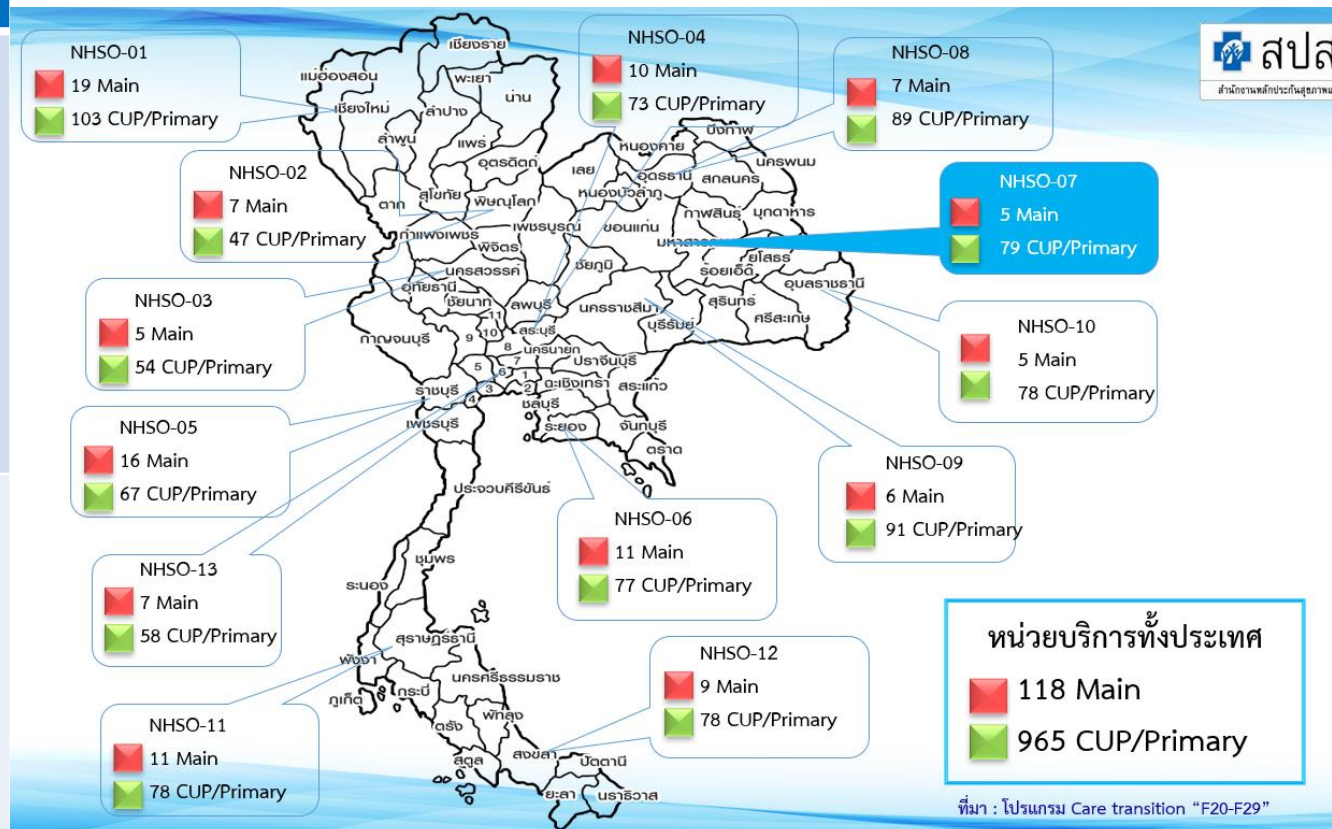 NHSO-01
19 Main
103 CUP/Primary
NHSO-04
10 Main
73 CUP/Primary
NHSO-08
7 Main
89 CUP/Primary
สปส
NHSO-02
7 Main
47 CUP/Primary
NHSO-07
5 Main
79 CUP/Primary
NHSO-03
5 Main
54 CUP/Primary
NHSO-10
5 Main
78 CUP/Primary
NHSO-05
16 Main
67 CUP/Primary
NHSO-09
6 Main
91 CUP/Primary
NHSO-06
11 Main
77 CUP/Primary
NHSO-13
7 Main
58 CUP/Primary
NHSO-12
9 Main
78 CUP/Primary
NHSO-11
11 Main
78 CUP/Primary
เชียงราย
แม่ฮ่องสอน
พะเยา
น่าน
เชียงใหม่
ลำปาง
ลำพูน
แพร่
อุตรดิตถ์
ตาก
สุโขทัย
พิษณุโลก
เลย
หนองคาย
บึงกาฬ
อุดรธานี
นครพนม
สกลนคร
หนองบัวลำภู
กำแพงเพชร
พิจิตร
เพชรบูรณ์
ขอนแก่น
กาฬสินธุ์
มุกดาหาร
นครสวรรค์
ชัยภูมิ
ร้อยเอ็ด
ยโสธร
อุบลราชธานี
อุทัยธานี
ชัยนาท
ลพบุรี
นครราชสีมา
บุรีรัมย์
สุรินทร์
ศรีสะเกษ
11
10
9
สระบุรี
8
นครนายก
กาญจนบุรี
7
ปราจีนบุรี
5
6
1
ฉะเชิงเทรา
สระแก้ว
ราชบุรี
3
2
4
ชลบุรี
เพชรบุรี
ระยอง
จันทบุรี
ตราด
ประจวบคีรีขันธ์
ชุมพร
ระนอง
สุราษฎร์ธานี
พังงา
นครศรีธรรมราช
ภูเก็ต
กระบี่
ตรัง
พัทลุง
สตูล
สงขลา
ปัตตานี
ยะลา
นราธิวาส
หน่วยบริการทั้งประเทศ
118 Main
965 CUP/Primary
ที่มา : โปรแกรม Care transition “F20-F29”